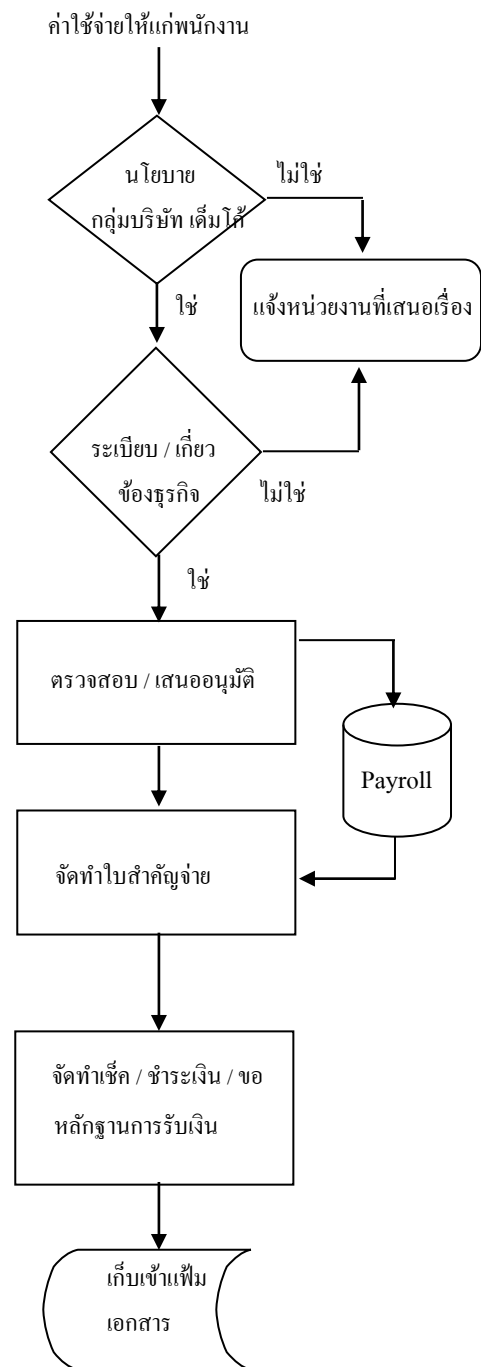 ค่าใช้จ่ายให้แก่พนักงาน
นโยบาย
กลุ่มบริษัท เด็มโก้
ไม่ใช่
ใช่
แจ้งหน่วยงานที่เสนอเรื่อง
ระเบียบ / เกี่ยว
ข้องธุรกิจ
ไม่ใช่
ใช่
ตรวจสอบ / เสนออนุมัติ
Payroll
จัดทำใบสำคัญจ่าย
จัดทำเช็ค / ชำระเงิน / ขอ
หลักฐานการรับเงิน
เก็บเข้าแฟ้ม
เอกสาร